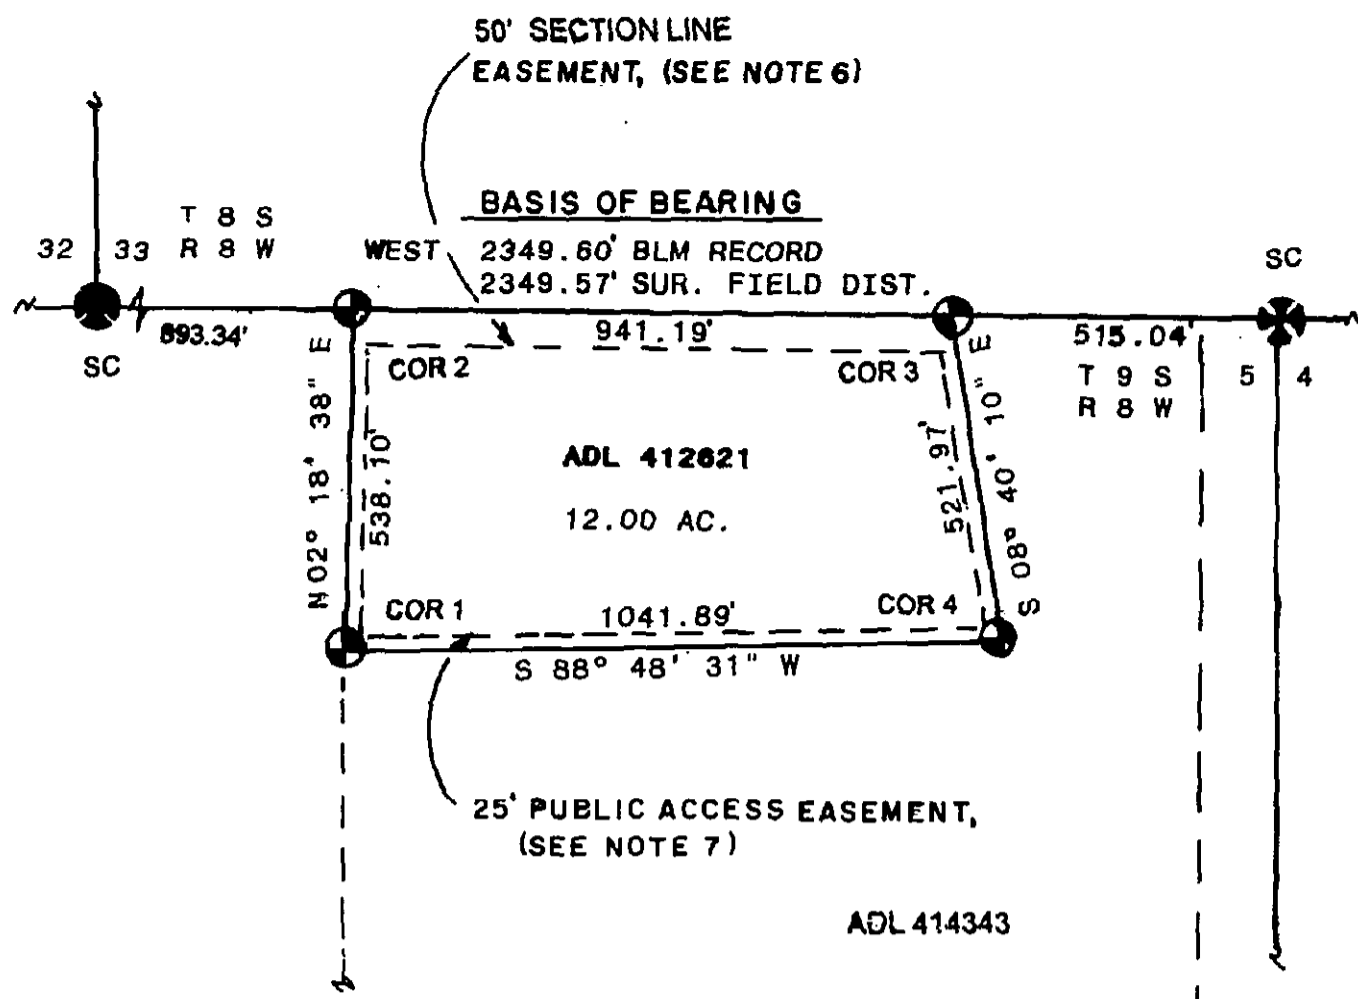 50' SECTION LINE
EASEMENT, (SEE NOTE 6)
BASIS OF BEARING
T 8 S
32 33 R 8 W
WEST 2349.60' BLM RECORD
2349.57' SUR. FIELD DIST.
SC
893.34'
941.19'
515.04'
SC
COR 2
COR 3
T 9 S
R 8 W
5 4
N 02° 18' 38" E
538.10'
ADL 412621
12.00 AC.
521.97'
S 08° 40' 10" E
COR 1
1041.89'
COR 4
S 88° 48' 31" W
25' PUBLIC ACCESS EASEMENT,
(SEE NOTE 7)
ADL 414343